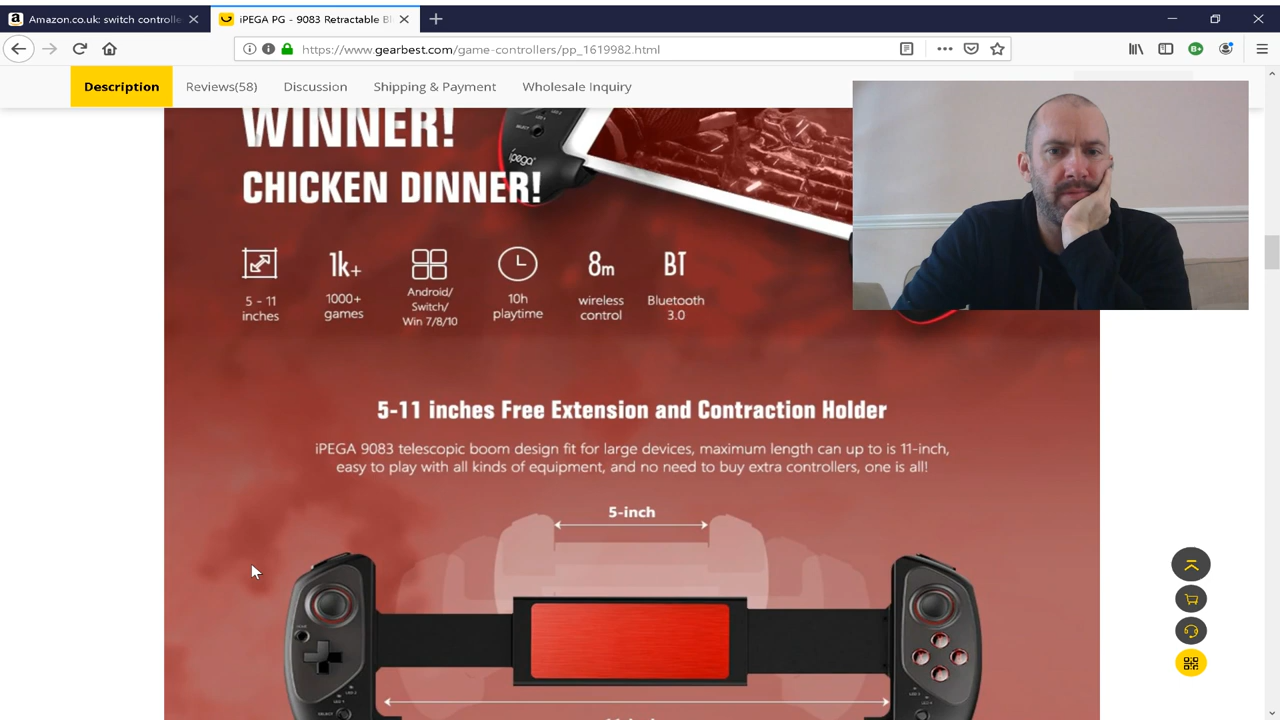 Amazon.co.uk: switch controlle
iPEGA PG - 9083 Retractable Bl
https://www.gearbest.com/game-controllers/pp_1619982.html
Description
Reviews(58)
Discussion
Shipping & Payment
Wholesale Inquiry
WINNER!
CHICKEN DINNER!
ipega
5 - 11
inches
1k+
1000+
games
Android/
Switch/
Win 7/8/10
10h
playtime
8m
wireless
control
BT
Bluetooth
3.0
5-11 inches Free Extension and Contraction Holder
iPEGA 9083 telescopic boom design fit for large devices, maximum length can up to is 11-inch,
easy to play with all kinds of equipment, and no need to buy extra controllers, one is all!
5-inch